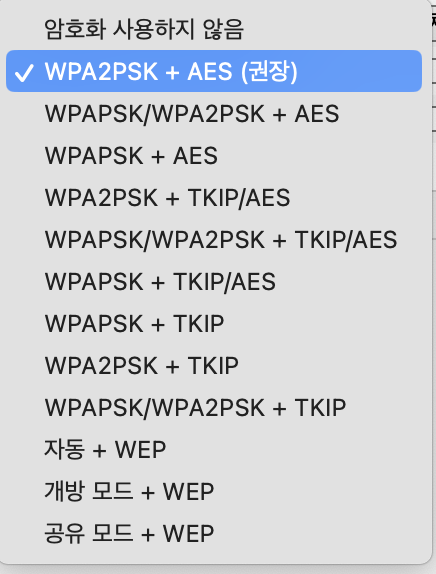 암호화 사용하지 않음
✓ WPA2PSK + AES (권장)
WPAPSK/WPA2PSK + AES
WPAPSK + AES
WPA2PSK + TKIP/AES
WPAPSK/WPA2PSK + TKIP/AES
WPAPSK + TKIP/AES
WPAPSK + TKIP
WPA2PSK + TKIP
WPAPSK/WPA2PSK + TKIP
자동 + WEP
개방 모드 + WEP
공유 모드 + WEP